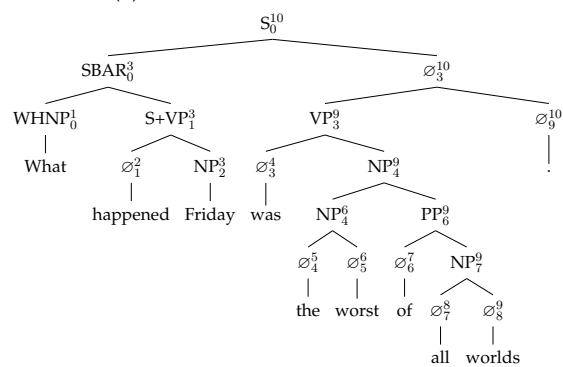 S₀¹⁰
SBAR₀³ ∅₃¹⁰
WHNP₀¹ S+VP₁³ VP₃⁹ ∅₉¹⁰
What ∅₁² NP₂³ ∅₃⁴ NP₄⁹ .
happened Friday was NP₄⁶ PP₆⁹
∅₄⁵ ∅₅⁶ ∅₆⁷ NP₇⁹
the worst of ∅₇⁸ ∅₈⁹
all worlds